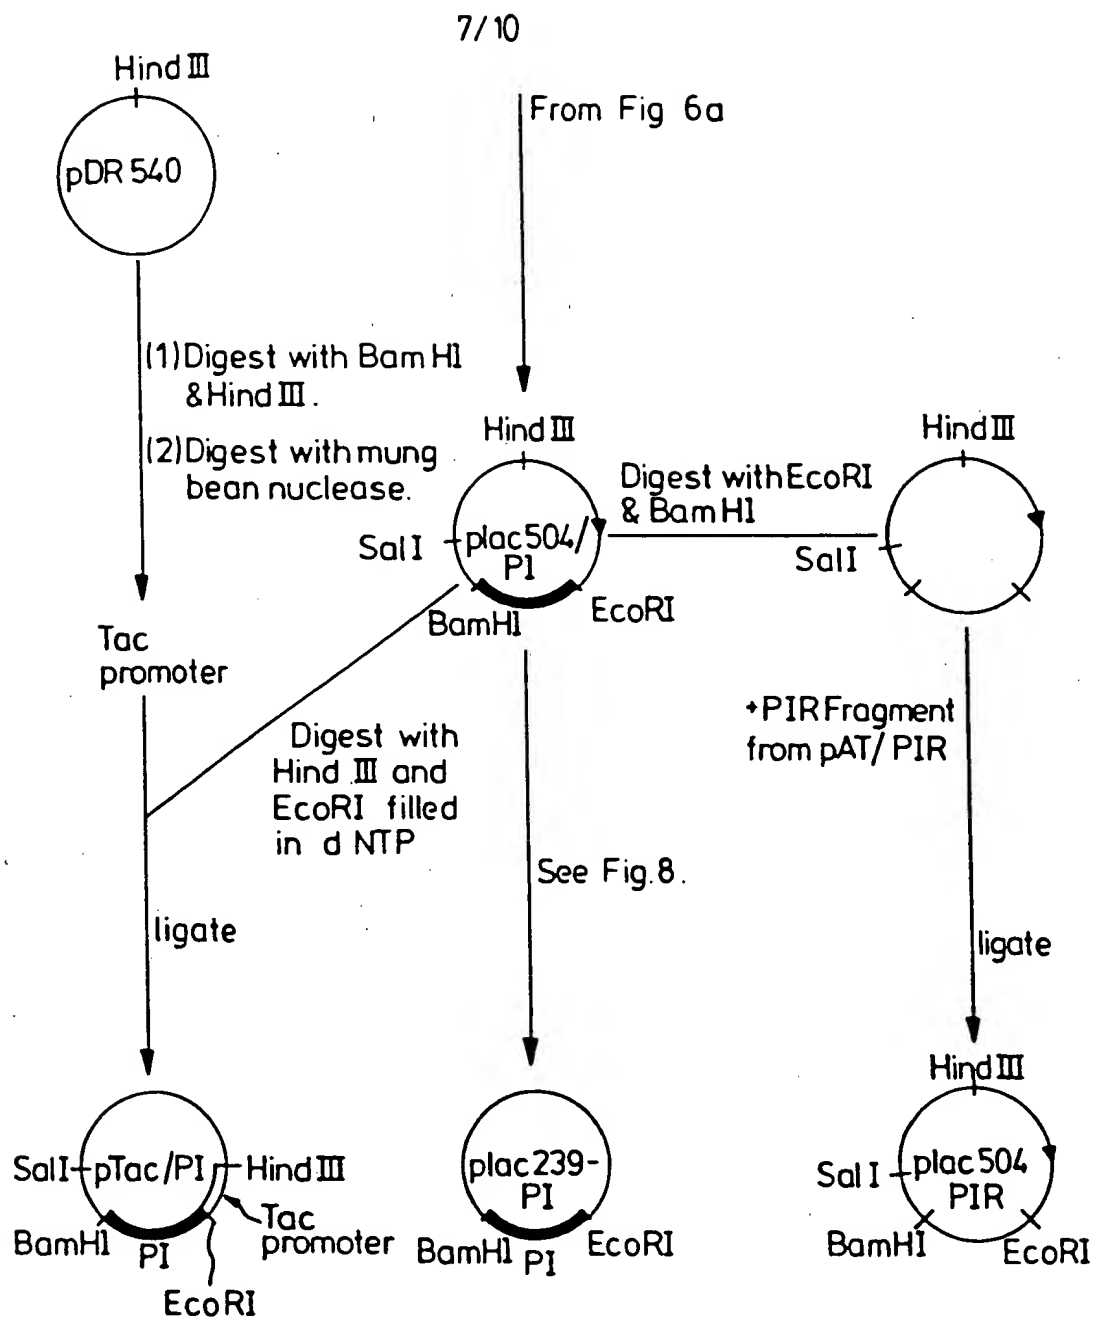 7/10
Hind III
pDR 540
From Fig 6a
(1) Digest with Bam H1
& Hind III.
(2) Digest with mung
bean nuclease.
Hind III
Sal I
plac504/
PI
BamH1
EcoRI
Digest with EcoRI
& Bam H1
Hind III
Sal I
Tac
promoter
Digest with
Hind III and
EcoRI filled
in d NTP
+PIR Fragment
from pAT/PIR
See Fig.8.
ligate
ligate
Sal I
pTac/PI
Hind III
Tac
promoter
BamH1
PI
EcoRI
plac239-
PI
BamH1
PI
EcoRI
Hind III
Sal I
plac504
PIR
BamHI
EcoRI